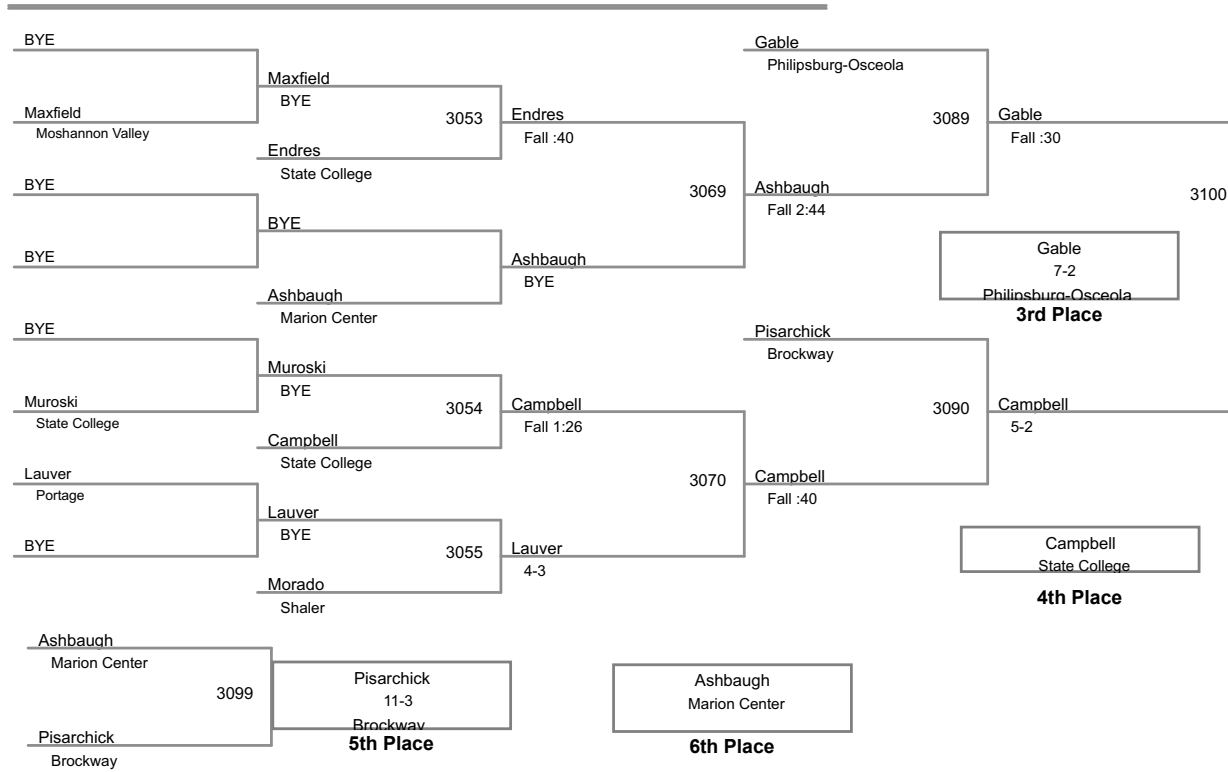 BYE
Maxfield
Moshannon Valley
BYE
BYE
BYE
Muroski
State College
Lauver
Portage
BYE
Maxfield
BYE
3053
Endres
State College
BYE
Ashbaugh
Marion Center
Muroski
BYE
3054
Campbell
State College
Lauver
BYE
3055
Morado
Shaler
Endres
Fall :40
3069
Ashbaugh
BYE
Campbell
Fall 1:26
3070
Lauver
4-3
Gable
Philipsburg-Osceola
3089
Ashbaugh
Fall 2:44
Pisarchick
Brockway
3090
Campbell
Fall :40
Gable
Fall :30
3100
Campbell
5-2
Gable
7-2
Philipsburg-Osceola
3rd Place
Campbell
State College
4th Place
Ashbaugh
Marion Center
3099
Pisarchick
Brockway
Pisarchick
11-3
Brockway
5th Place
Ashbaugh
Marion Center
6th Place